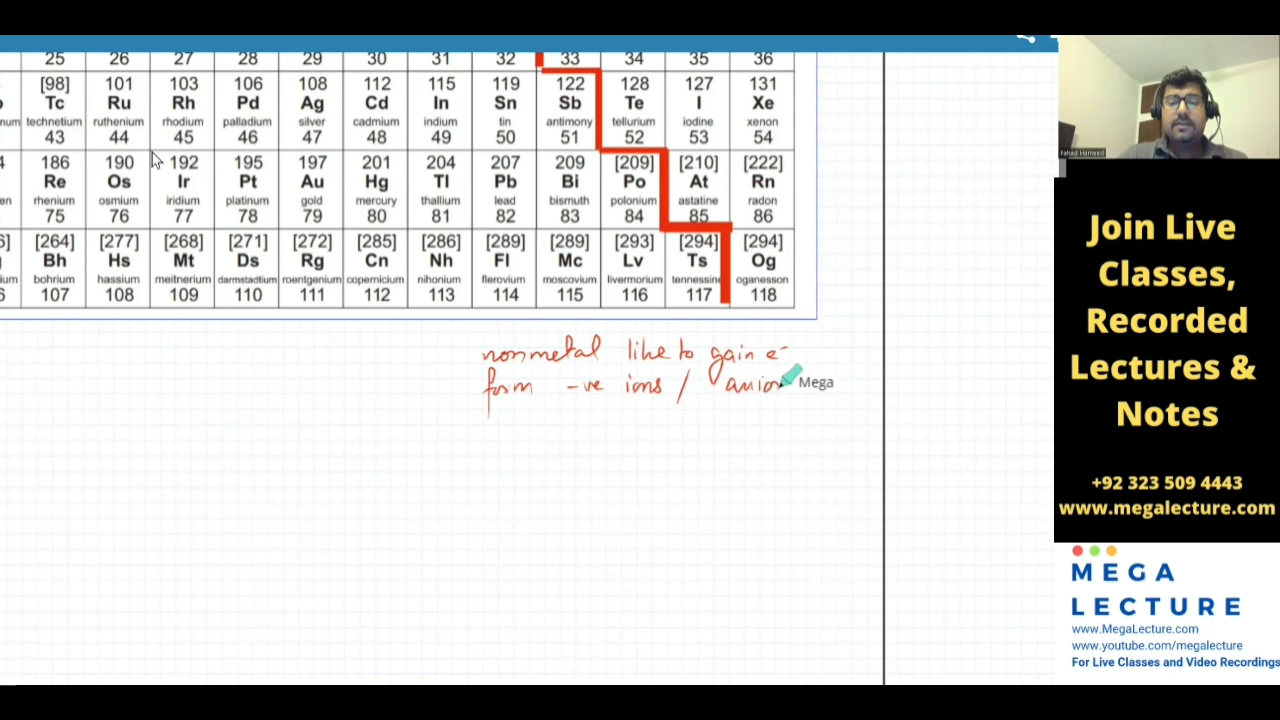 25 26 27 28 29 30 31 32 33 34 35 36
[98] 101 103 106 108 112 115 119 122 128 127 131
Tc Ru Rh Pd Ag Cd In Sn Sb Te I Xe
technetium ruthenium rhodium palladium silver cadmium indium tin antimony tellurium iodine xenon
43 44 45 46 47 48 49 50 51 52 53 54
186 190 192 195 197 201 204 207 209 [209] [210] [222]
Re Os Ir Pt Au Hg Tl Pb Bi Po At Rn
rhenium osmium iridium platinum gold mercury thallium lead bismuth polonium astatine radon
75 76 77 78 79 80 81 82 83 84 85 86
[264] [277] [268] [271] [272] [285] [286] [289] [289] [293] [294] [294]
Bh Hs Mt Ds Rg Cn Nh Fl Mc Lv Ts Og
bohrium hassium meitnerium darmstadtium roentgenium copernicium nihonium flerovium moscovium livermorium tennessine oganesson
107 108 109 110 111 112 113 114 115 116 117 118
nonmetal like to gain e-
form -ve ions / anion
Mega
Fahad Hameed
Join Live
Classes,
Recorded
Lectures &
Notes
+92 323 509 4443
www.megalecture.com
MEGA
LECTURE
www.MegaLecture.com
www.youtube.com/megalecture
For Live Classes and Video Recordings